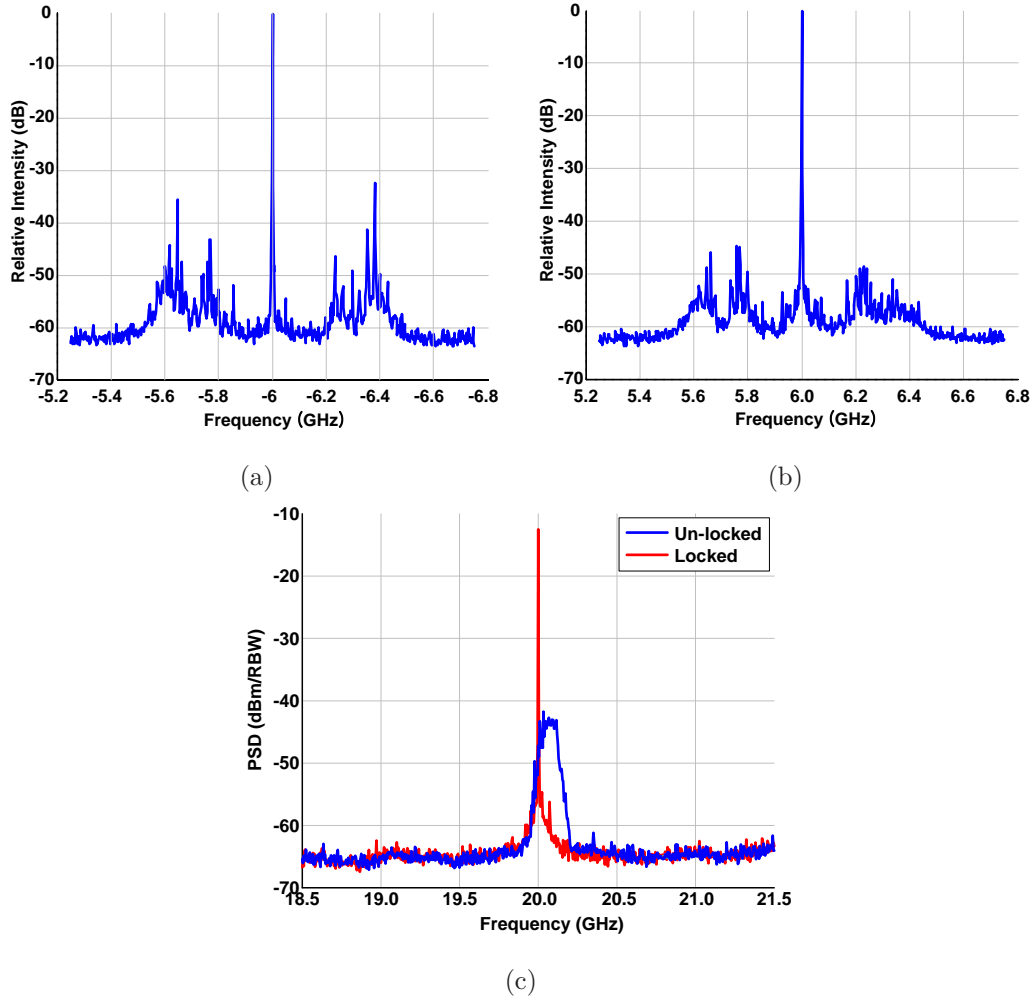 0
-10
-20
-30
-40
-50
-60
-70
Relative Intensity (dB)
-5.2 -5.4 -5.6 -5.8 -6 -6.2 -6.4 -6.6 -6.8
Frequency (GHz)
(a)
0
-10
-20
-30
-40
-50
-60
-70
Relative Intensity (dB)
5.2 5.4 5.6 5.8 6.0 6.2 6.4 6.6 6.8
Frequency (GHz)
(b)
-10
-20
-30
-40
-50
-60
-70
PSD (dBm/RBW)
Un-locked
Locked
18.5 19.0 19.5 20.0 20.5 21.0 21.5
Frequency (GHz)
(c)